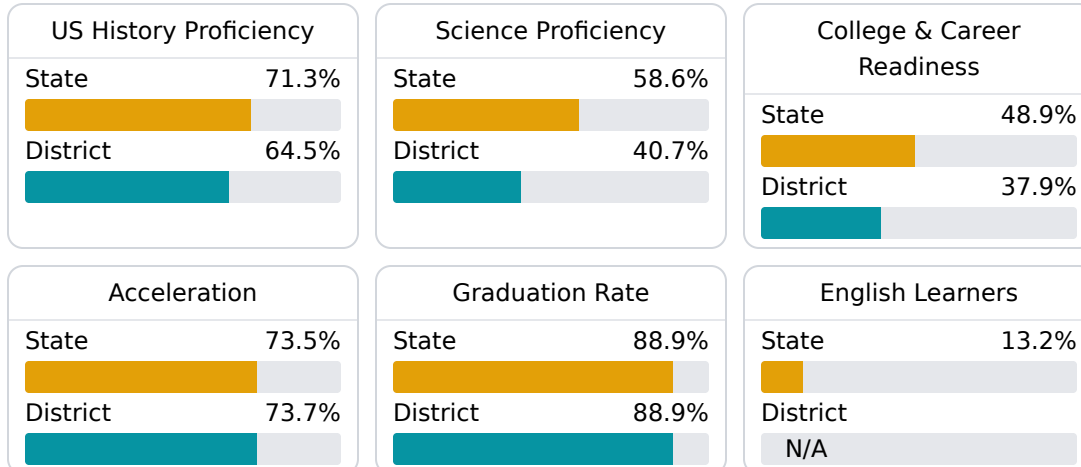 US History Proficiency
State 71.3%
District 64.5%
Science Proficiency
State 58.6%
District 40.7%
College & Career
Readiness
State 48.9%
District 37.9%
Acceleration
State 73.5%
District 73.7%
Graduation Rate
State 88.9%
District 88.9%
English Learners
State 13.2%
District
N/A